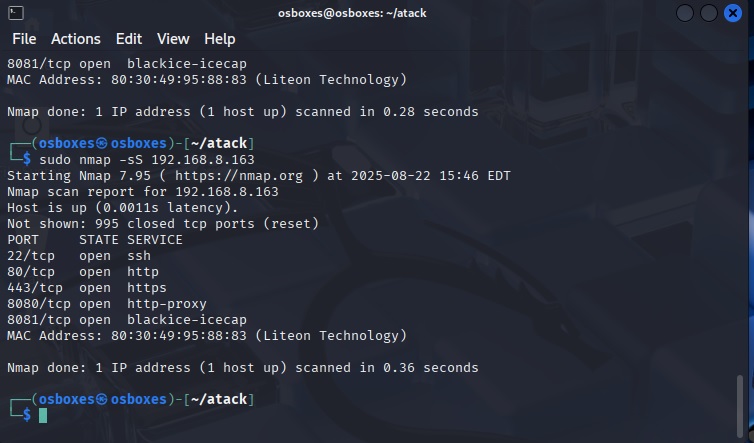 osboxes@osboxes: ~/atack
File Actions Edit View Help
8081/tcp open  blackice-icecap
MAC Address: 80:30:49:95:88:83 (Liteon Technology)
Nmap done: 1 IP address (1 host up) scanned in 0.28 seconds
┌──(osboxes㉿osboxes)-[~/atack]
└─$ sudo nmap -sS 192.168.8.163
Starting Nmap 7.95 ( https://nmap.org ) at 2025-08-22 15:46 EDT
Nmap scan report for 192.168.8.163
Host is up (0.0011s latency).
Not shown: 995 closed tcp ports (reset)
PORT     STATE SERVICE
22/tcp   open  ssh
80/tcp   open  http
443/tcp  open  https
8080/tcp open  http-proxy
8081/tcp open  blackice-icecap
MAC Address: 80:30:49:95:88:83 (Liteon Technology)
Nmap done: 1 IP address (1 host up) scanned in 0.36 seconds
┌──(osboxes㉿osboxes)-[~/atack]
└─$